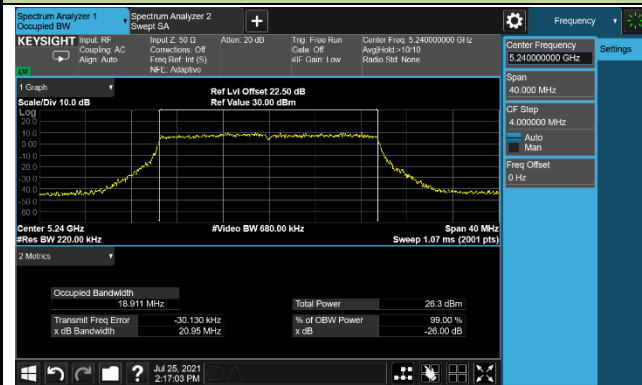 Spectrum Analyzer 1
Occupied BW
Spectrum Analyzer 2
Swept SA
+
Frequency
KEYSIGHT
Input: RF
Coupling: AC
Align: Auto
Input Z: 50 Ω
Corrections: Off
Freq Ref: Int (S)
NFE: Adaptive
Atten: 20 dB
Trig: Free Run
Gate: Off
#IF Gain: Low
Center Freq: 5.240000000 GHz
Avg|Hold:>10/10
Radio Std: None
Center Frequency
5.240000000 GHz
Settings
Span
40.000 MHz
CF Step
4.000000 MHz
Auto
Man
Freq Offset
0 Hz
1 Graph
Scale/Div 10.0 dB
Ref Lvl Offset 22.50 dB
Ref Value 30.00 dBm
Log
20.0
10.0
0.00
-10.0
-20.0
-30.0
-40.0
-50.0
-60.0
Center 5.24 GHz
#Res BW 220.00 kHz
#Video BW 680.00 kHz
Span 40 MHz
Sweep 1.07 ms (2001 pts)
2 Metrics
Occupied Bandwidth
18.911 MHz
Total Power 26.3 dBm
Transmit Freq Error -30.130 kHz
% of OBW Power 99.00 %
x dB Bandwidth 20.95 MHz
x dB -26.00 dB
?
Jul 25, 2021
2:17:03 PM